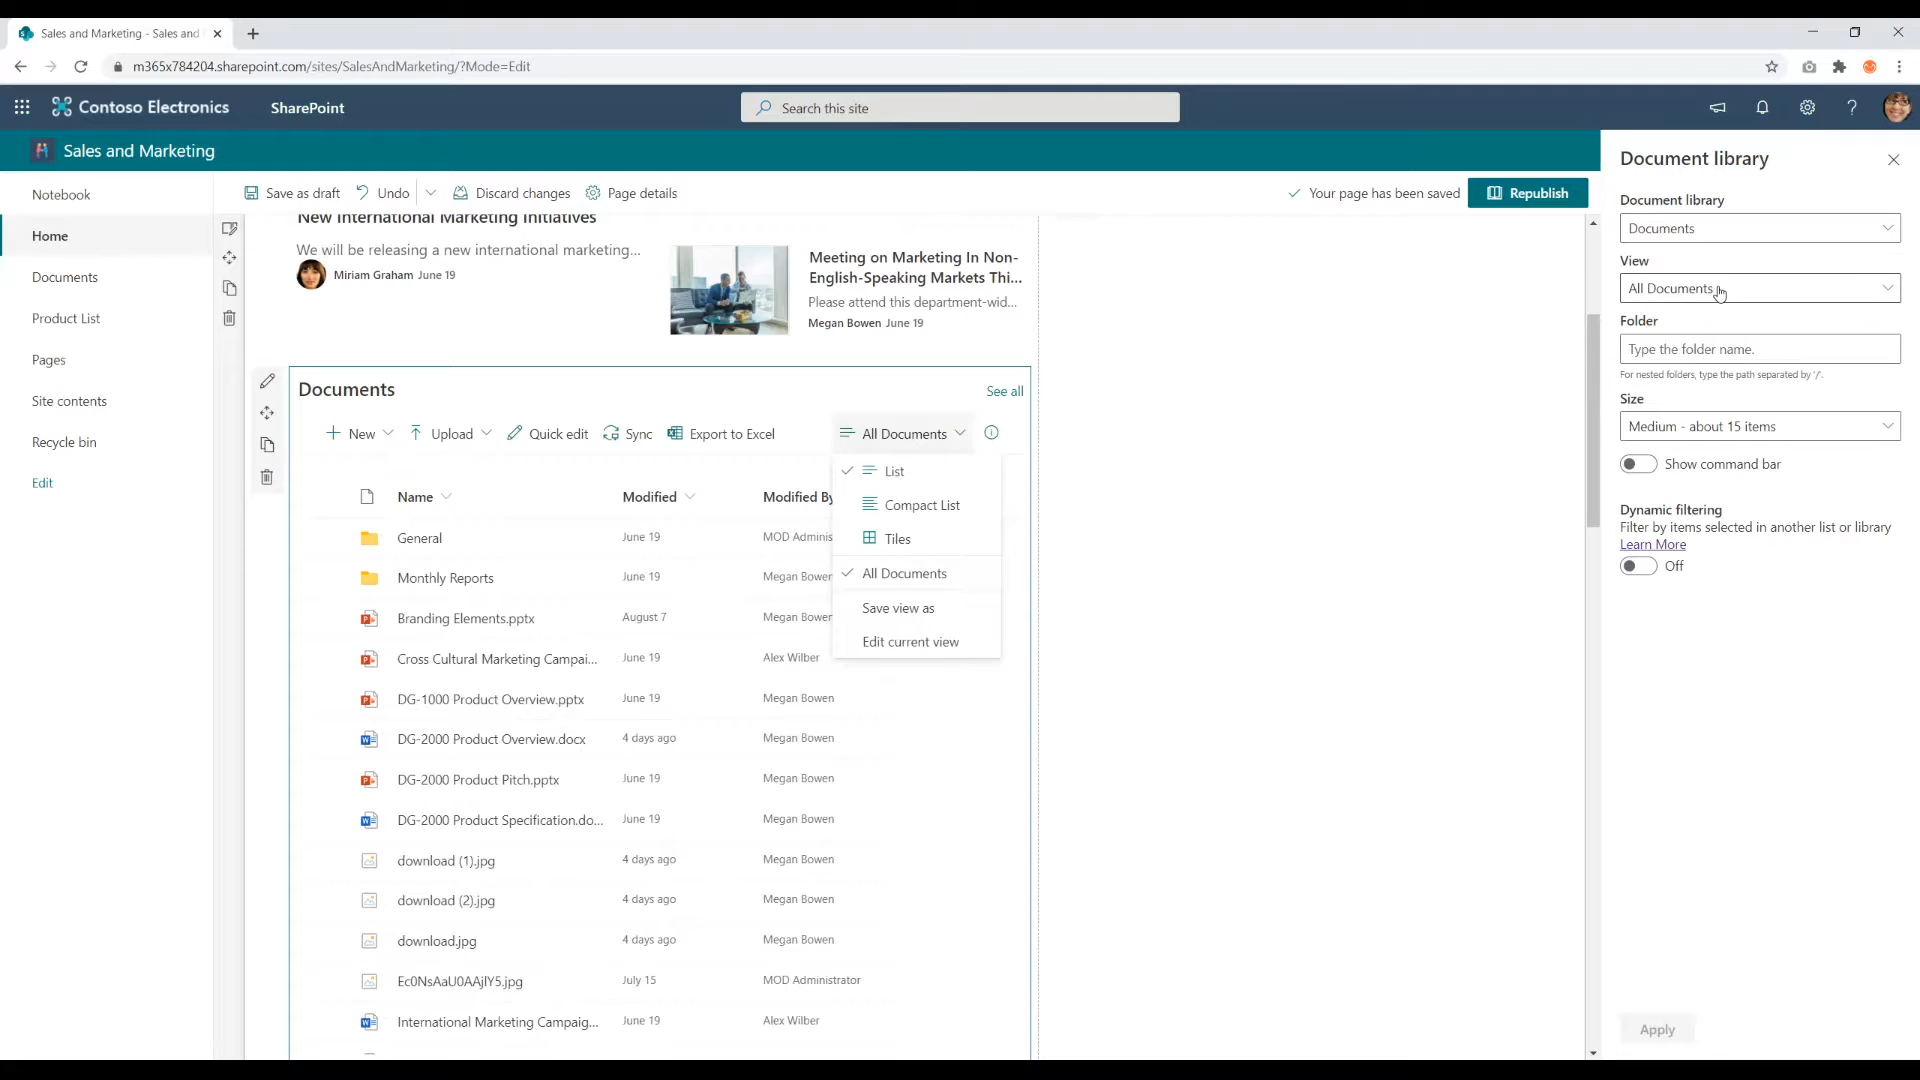 Sales and Marketing - Sales and
m365x784204.sharepoint.com/sites/SalesAndMarketing/?Mode=Edit
Contoso Electronics
SharePoint
Search this site
Sales and Marketing
Notebook
Home
Documents
Product List
Pages
Site contents
Recycle bin
Edit
Save as draft
Undo
Discard changes
Page details
Your page has been saved
Republish
New International Marketing Initiatives
We will be releasing a new international marketing...
Miriam Graham June 19
Meeting on Marketing In Non-
English-Speaking Markets Thi...
Please attend this department-wid...
Megan Bowen June 19
Documents
See all
New
Upload
Quick edit
Sync
Export to Excel
All Documents
List
Compact List
Tiles
All Documents
Save view as
Edit current view
Name Modified Modified By
General June 19 MOD Adminis
Monthly Reports June 19 Megan Bowen
Branding Elements.pptx August 7 Megan Bowen
Cross Cultural Marketing Campai... June 19 Alex Wilber
DG-1000 Product Overview.pptx June 19 Megan Bowen
DG-2000 Product Overview.docx 4 days ago Megan Bowen
DG-2000 Product Pitch.pptx June 19 Megan Bowen
DG-2000 Product Specification.do... June 19 Megan Bowen
download (1).jpg 4 days ago Megan Bowen
download (2).jpg 4 days ago Megan Bowen
download.jpg 4 days ago Megan Bowen
Ec0NsAaU0AAjlY5.jpg July 15 MOD Administrator
International Marketing Campaig... June 19 Alex Wilber
Document library
Document library
Documents
View
All Documents
Folder
Type the folder name.
For nested folders, type the path separated by '/'.
Size
Medium - about 15 items
Show command bar
Dynamic filtering
Filter by items selected in another list or library
Learn More
Off
Apply